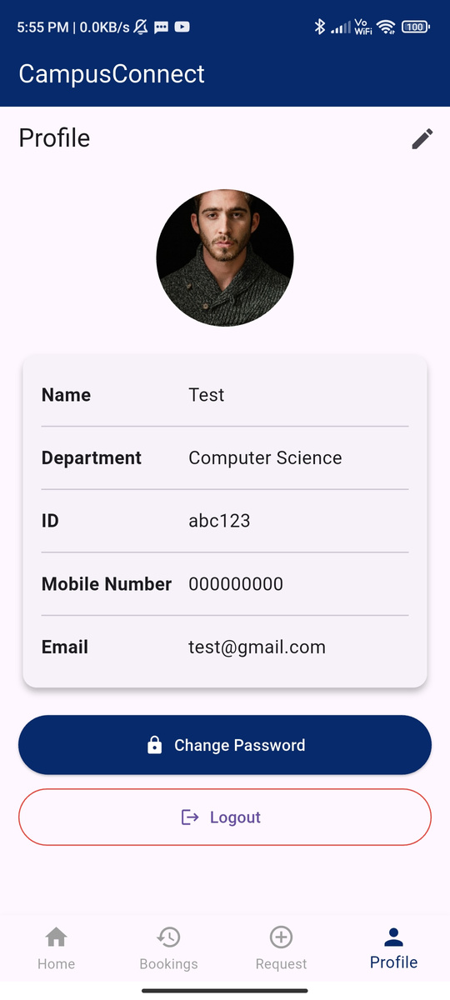 5:55 PM | 0.0KB/s
Vo
WiFi
100
CampusConnect
Profile
Name Test
Department Computer Science
ID abc123
Mobile Number 000000000
Email test@gmail.com
Change Password
Logout
Home Bookings Request Profile